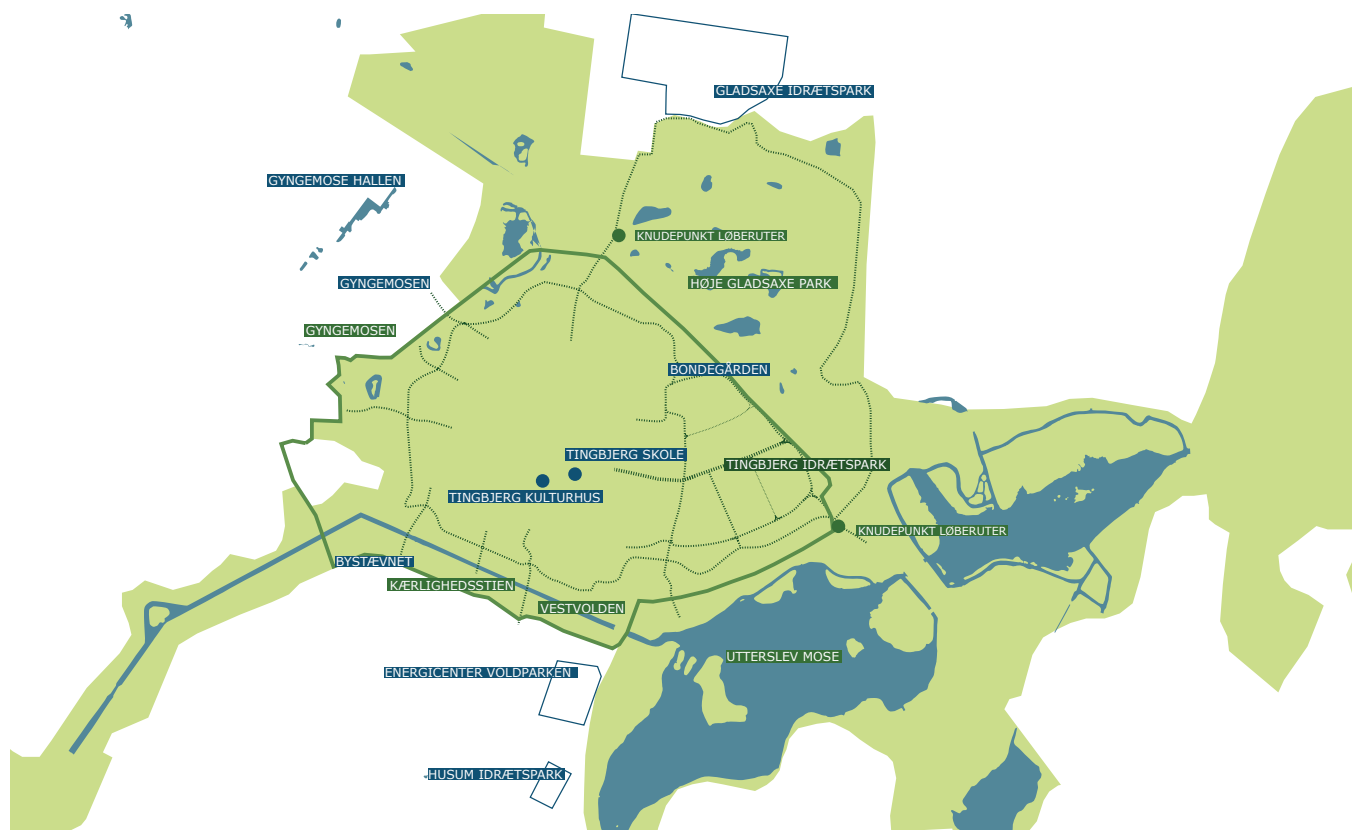 GLADSAXE IDRÆTSPARK
GYNGEMOSE HALLEN
KNUDEPUNKT LØBERUTER
GYNGEMOSEN
HØJE GLADSAXE PARK
GYNGEMOSEN
BONDEGÅRDEN
TINGBJERG SKOLE
TINGBJERG IDRÆTSPARK
TINGBJERG KULTURHUS
KNUDEPUNKT LØBERUTER
BYSTÆVNET
KÆRLIGHEDSSTIEN
VESTVOLDEN
UTTERSLEV MOSE
ENERGICENTER VOLDPARKEN
HUSUM IDRÆTSPARK